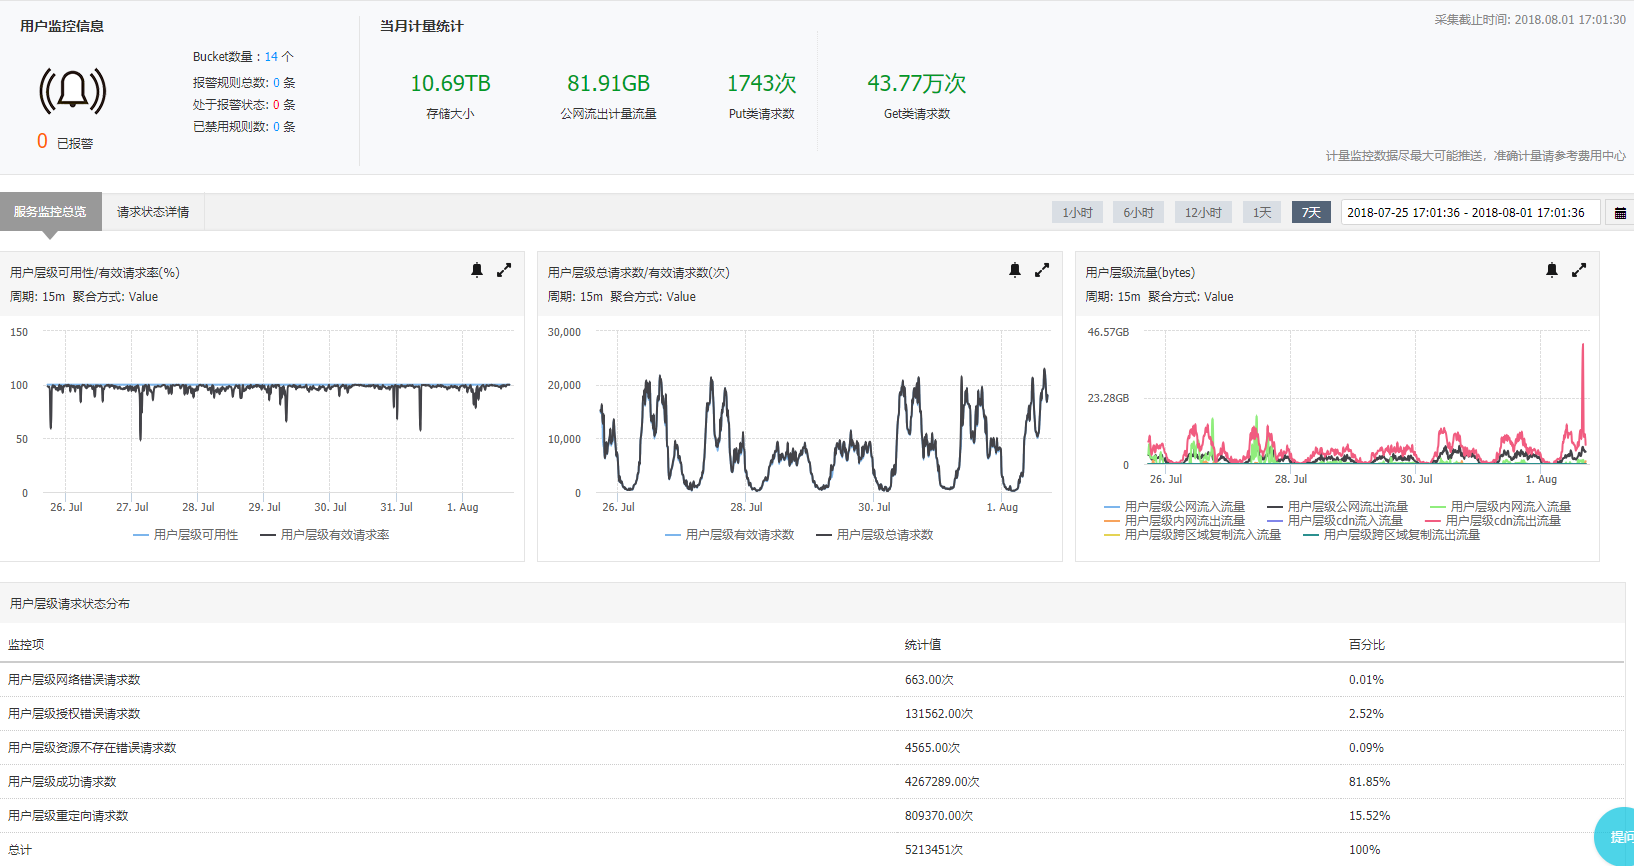 用户监控信息
Bucket数量：14 个
报警规则总数: 0 条
处于报警状态: 0 条
已禁用规则数: 0 条
0 已报警
当月计量统计
采集截止时间: 2018.08.01 17:01:30
10.69TB 81.91GB 1743次 43.77万次
存储大小 公网流出计量流量 Put类请求数 Get类请求数
计量监控数据尽最大可能推送，准确计量请参考费用中心
服务监控总览 请求状态详情 1小时 6小时 12小时 1天 7天 2018-07-25 17:01:36 - 2018-08-01 17:01:36
用户层级可用性/有效请求率(%)
周期: 15m 聚合方式: Value
150
100
50
0
26. Jul 27. Jul 28. Jul 29. Jul 30. Jul 31. Jul 1. Aug
用户层级可用性 用户层级有效请求率
用户层级总请求数/有效请求数(次)
周期: 15m 聚合方式: Value
30,000
20,000
10,000
0
26. Jul 28. Jul 30. Jul 1. Aug
用户层级有效请求数 用户层级总请求数
用户层级流量(bytes)
周期: 15m 聚合方式: Value
46.57GB
23.28GB
0
26. Jul 28. Jul 30. Jul 1. Aug
用户层级公网流入流量 用户层级公网流出流量 用户层级内网流入流量
用户层级内网流出流量 用户层级cdn流入流量 用户层级cdn流出流量
用户层级跨区域复制流入流量 用户层级跨区域复制流出流量
用户层级请求状态分布
监控项 统计值 百分比
用户层级网络错误请求数 663.00次 0.01%
用户层级授权错误请求数 131562.00次 2.52%
用户层级资源不存在错误请求数 4565.00次 0.09%
用户层级成功请求数 4267289.00次 81.85%
用户层级重定向请求数 809370.00次 15.52%
总计 5213451次 100%
提问